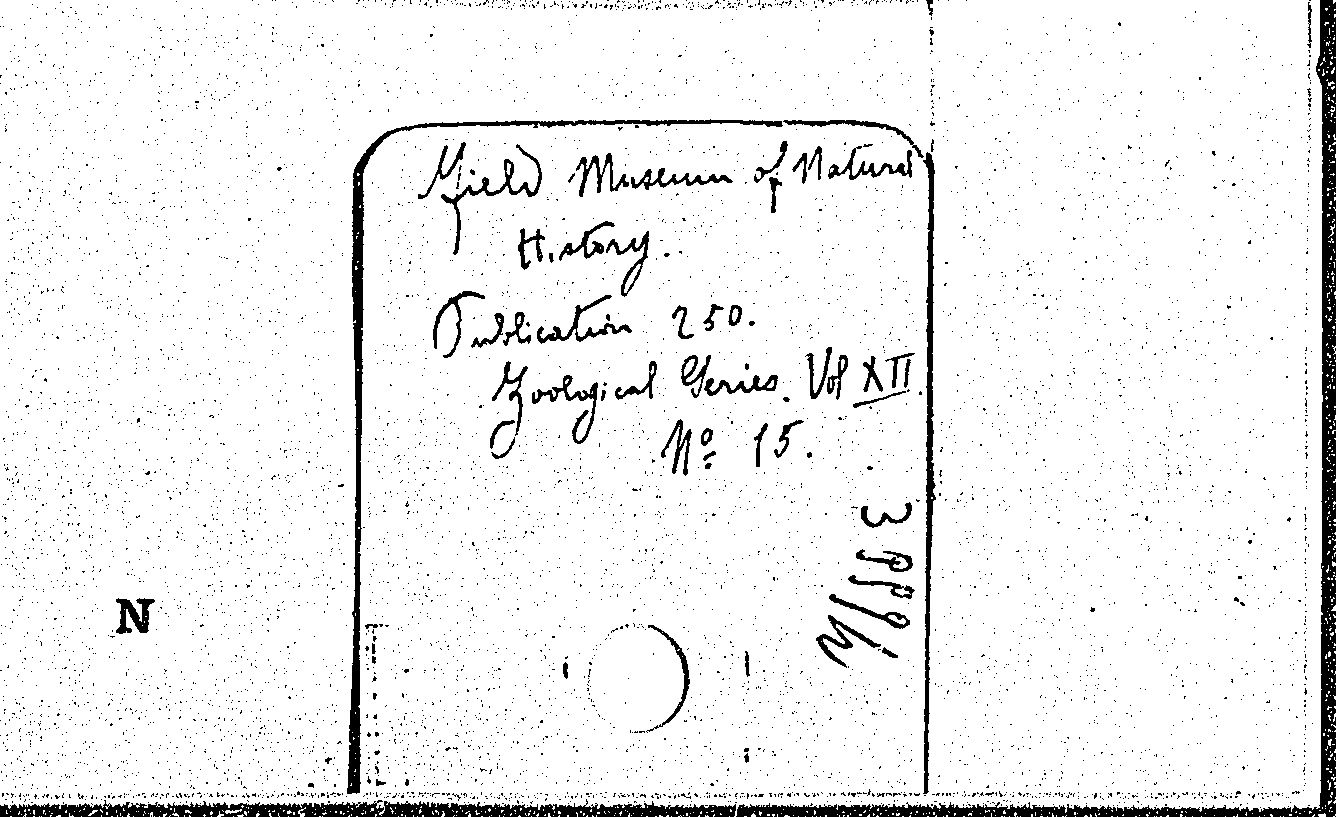 Field Museum of Natural
History.
Publication 250.
Zoological Series. Vol XII.
Nº 15.
N